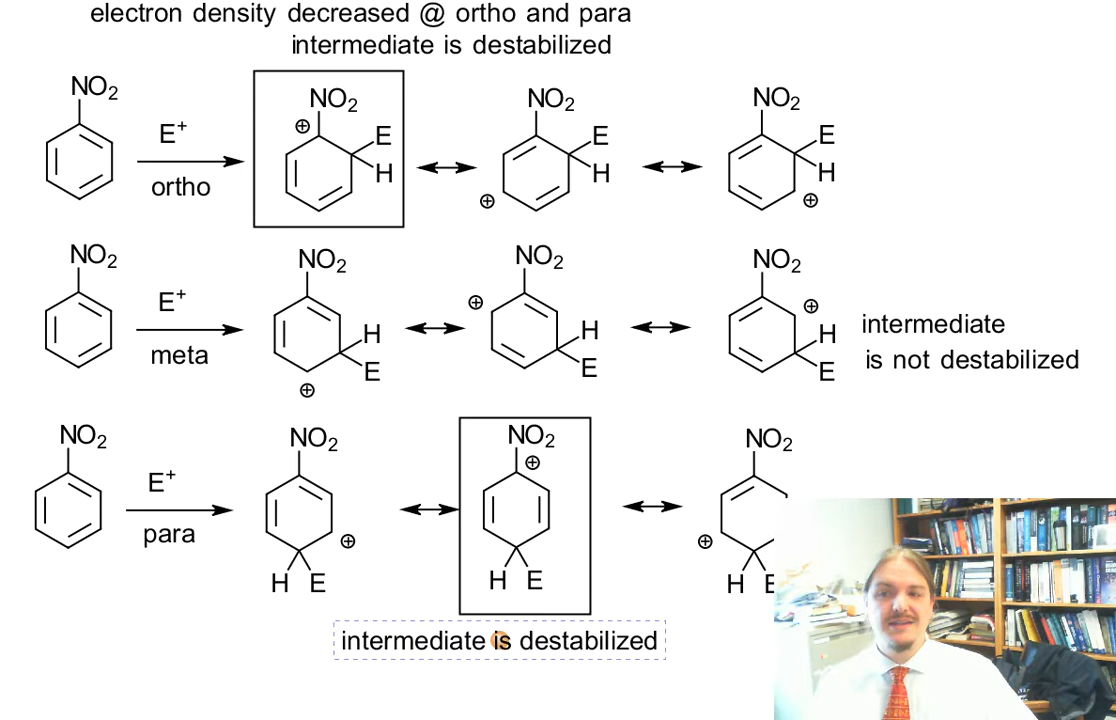 electron density decreased @ ortho and para
intermediate is destabilized
NO2
E+
ortho
NO2
⊕
E
H
NO2
E
H
⊕
NO2
E
H
⊕
NO2
E+
meta
NO2
H
E
⊕
NO2
⊕
H
E
NO2
⊕
H
E
intermediate
is not destabilized
NO2
E+
para
NO2
⊕
H E
NO2
⊕
H E
NO2
⊕
H E
intermediate is destabilized